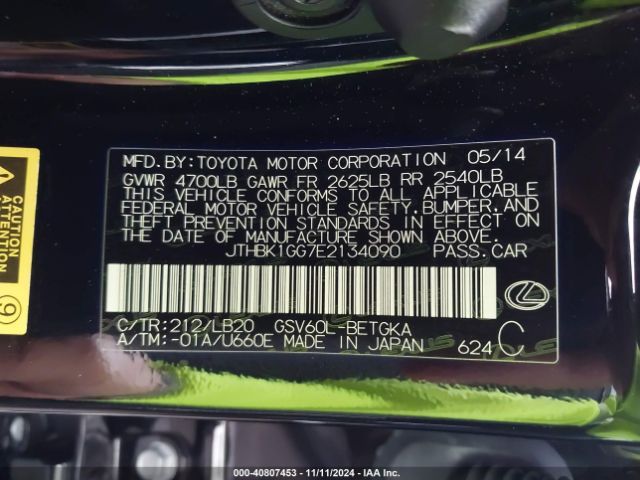 MFD.BY:TOYOTA MOTOR CORPORATION 05/14
GVWR 4700LB GAWR FR 2625LB RR 2540LB
THIS VEHICLE CONFORMS TO ALL APPLICABLE
FEDERAL MOTOR VEHICLE SAFETY,BUMPER,AND
THEFT PREVENTION STANDARDS IN EFFECT ON
THE DATE OF MANUFACTURE SHOWN ABOVE.
JTHBK1GG7E2134090 PASS.CAR
C/TR:212/LB20 GSV60L-BETGKA
A/TM:-01A/U660E MADE IN JAPAN 624 C
CAUTION
ATTENTION
9
000-40807453 - 11/11/2024 - IAA Inc.